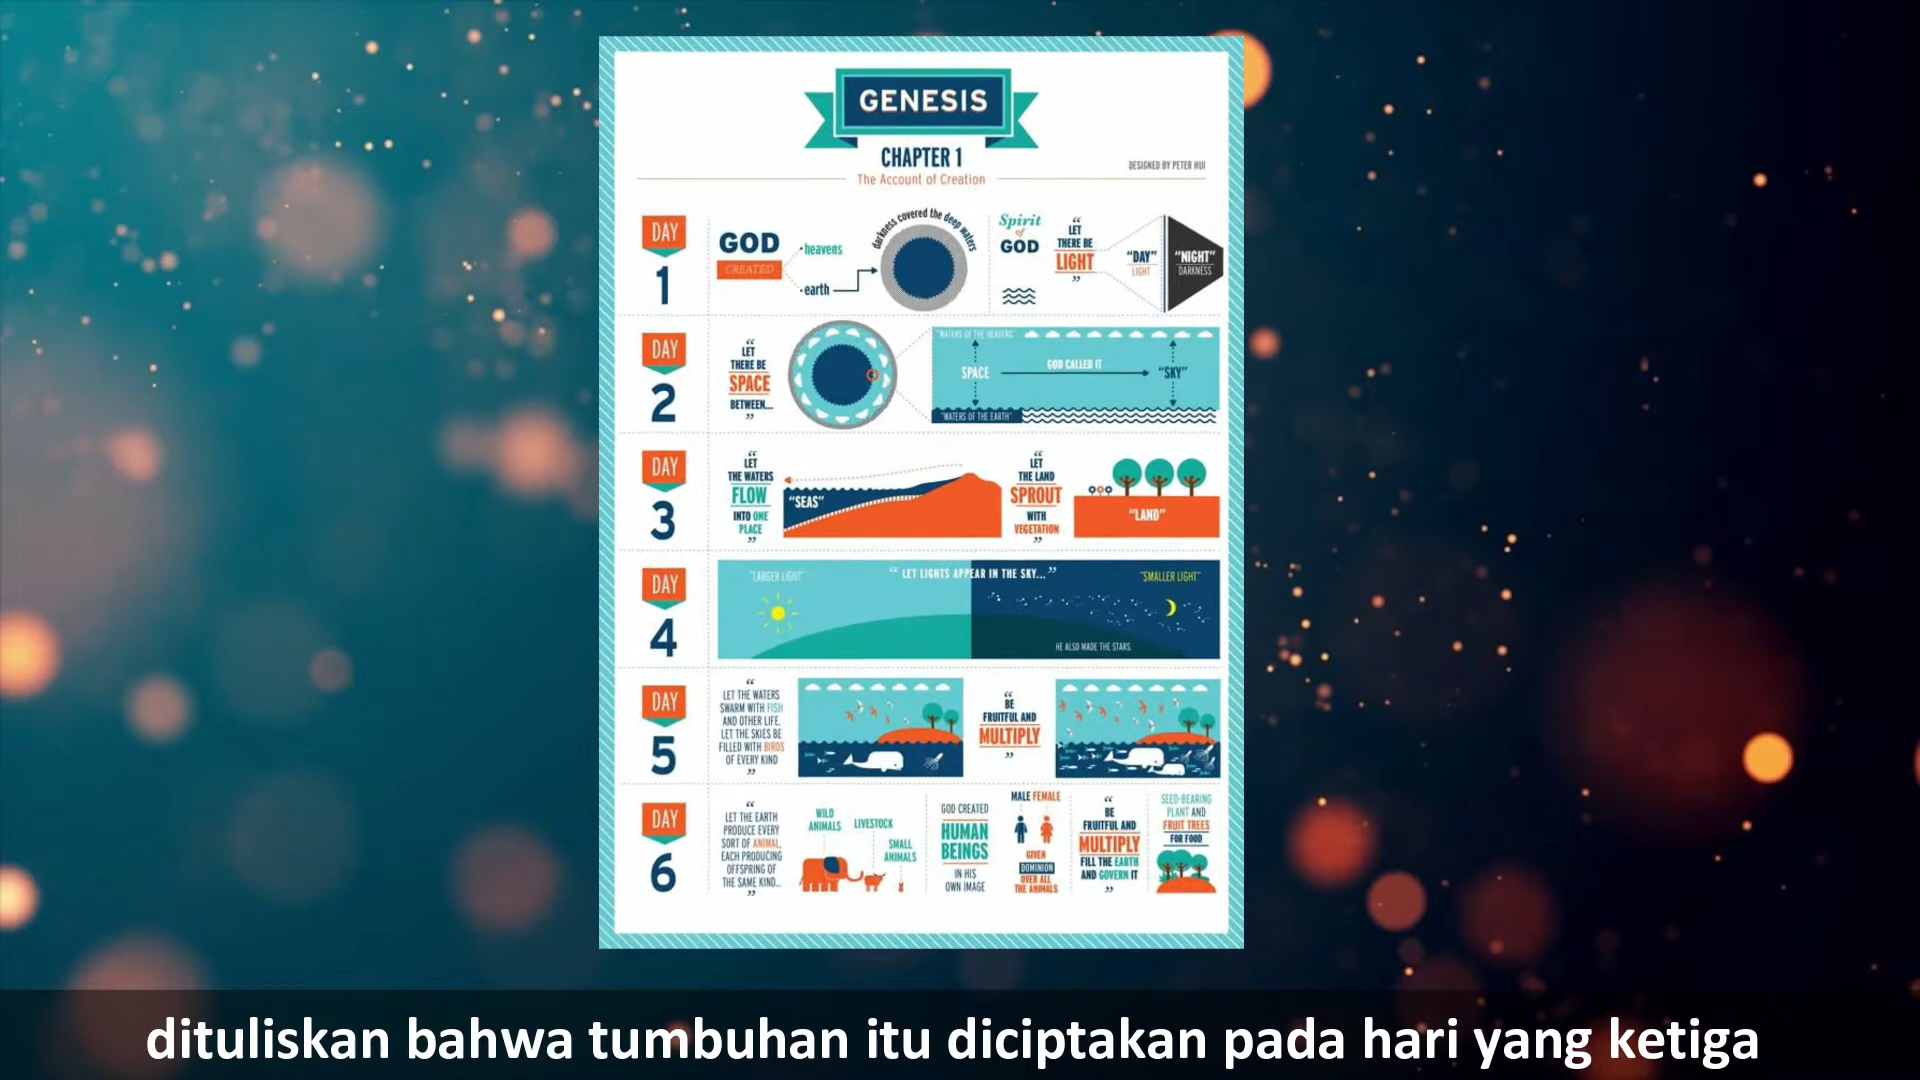 GENESIS
CHAPTER 1
The Account of Creation
DESIGNED BY PETER HUI
DAY
1
GOD
CREATED
heavens
earth
darkness covered the deep waters
Spirit
of
GOD
“
LET
THERE BE
LIGHT
”
“DAY”
LIGHT
“NIGHT”
DARKNESS
DAY
2
“
LET
THERE BE
SPACE
BETWEEN...
”
“WATERS OF THE HEAVENS”
SPACE
GOD CALLED IT
“SKY”
“WATERS OF THE EARTH”
DAY
3
“
LET
THE WATERS
FLOW
INTO ONE
PLACE
”
“SEAS”
“
LET
THE LAND
SPROUT
WITH
VEGETATION
”
“LAND”
DAY
4
“LARGER LIGHT”
“ LET LIGHTS APPEAR IN THE SKY... ”
“SMALLER LIGHT”
HE ALSO MADE THE STARS.
DAY
5
“
LET THE WATERS
SWARM WITH FISH
AND OTHER LIFE.
LET THE SKIES BE
FILLED WITH BIRDS
OF EVERY KIND
”
“
BE
FRUITFUL AND
MULTIPLY
”
DAY
6
“
LET THE EARTH
PRODUCE EVERY
SORT OF ANIMAL,
EACH PRODUCING
OFFSPRING OF
THE SAME KIND...
”
WILD
ANIMALS
LIVESTOCK
SMALL
ANIMALS
GOD CREATED
HUMAN
BEINGS
IN HIS
OWN IMAGE
MALE FEMALE
GIVEN
DOMINION
OVER ALL
THE ANIMALS
“
BE
FRUITFUL AND
MULTIPLY
FILL THE EARTH
AND GOVERN IT
”
SEED-BEARING
PLANT AND
FRUIT TREES
FOR FOOD
dituliskan bahwa tumbuhan itu diciptakan pada hari yang ketiga